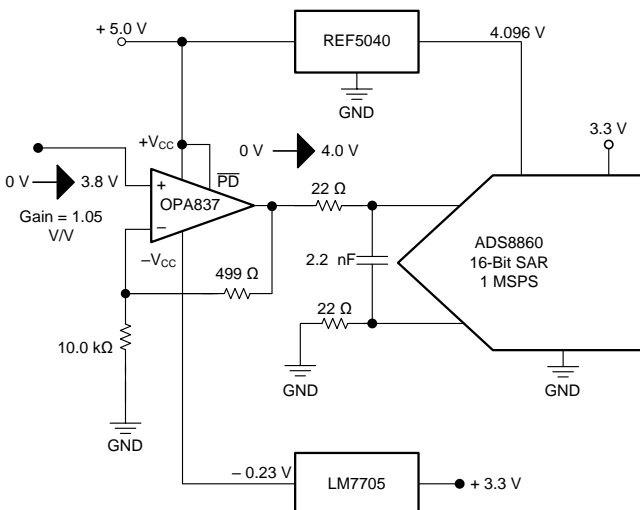 + 5.0 V
REF5040
4.096 V
GND
3.3 V
+VCC
PD
0 V
4.0 V
0 V
3.8 V
Gain = 1.05
V/V
+
OPA837
−
−VCC
22 Ω
2.2 nF
ADS8860
16-Bit SAR
1 MSPS
499 Ω
22 Ω
10.0 kΩ
GND
GND
GND
− 0.23 V
LM7705
+ 3.3 V